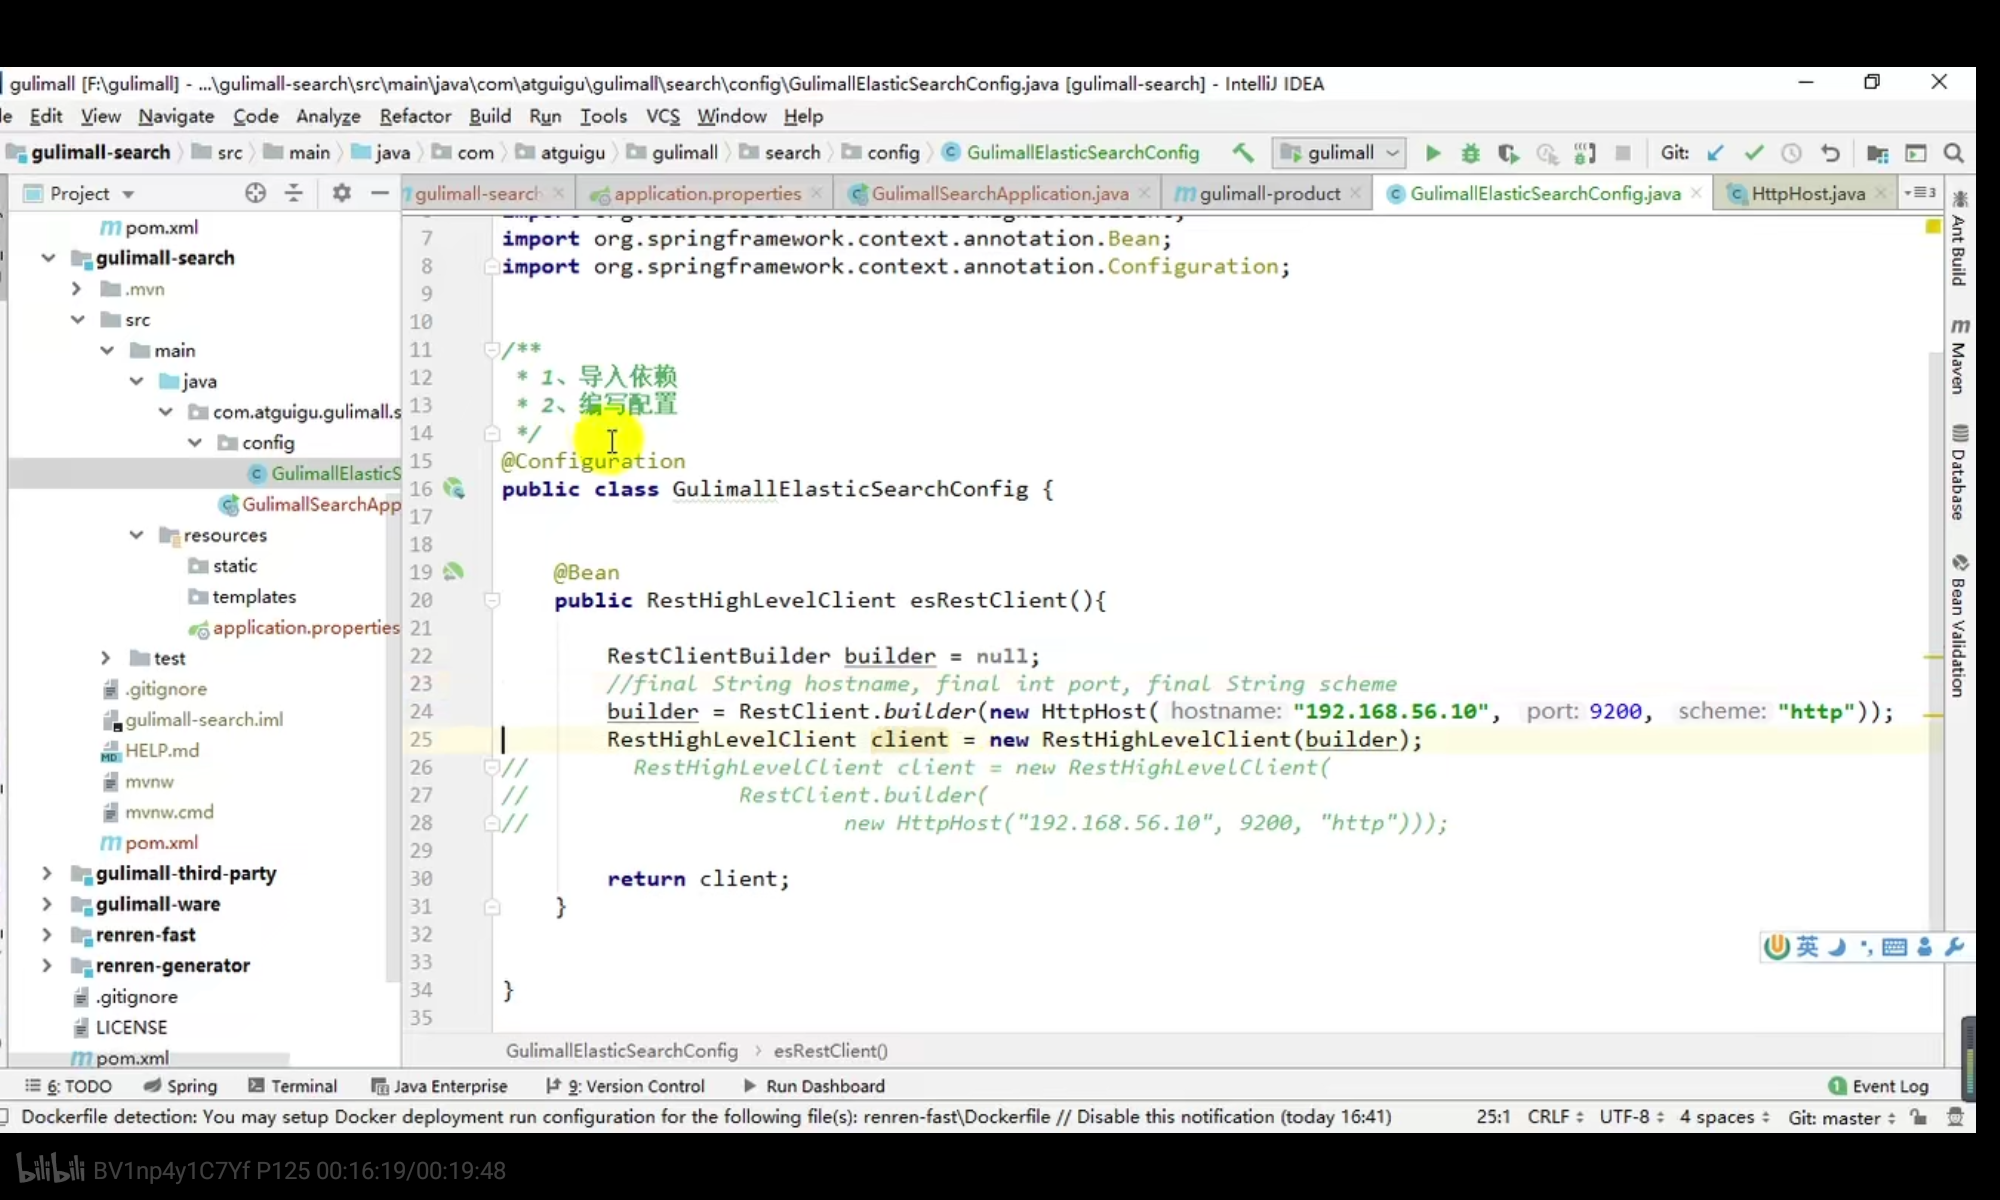 gulimall [F:\gulimall] - ...\gulimall-search\src\main\java\com\atguigu\gulimall\search\config\GulimallElasticSearchConfig.java [gulimall-search] - IntelliJ IDEA
Edit View Navigate Code Analyze Refactor Build Run Tools VCS Window Help
gulimall-search src main java com atguigu gulimall search config GulimallElasticSearchConfig gulimall Git:
Project gulimall-search application.properties GulimallSearchApplication.java gulimall-product GulimallElasticSearchConfig.java HttpHost.java
pom.xml
gulimall-search
.mvn
src
main
java
com.atguigu.gulimall.s
config
GulimallElasticS
GulimallSearchApp
resources
static
templates
application.properties
test
.gitignore
gulimall-search.iml
HELP.md
mvnw
mvnw.cmd
pom.xml
gulimall-third-party
gulimall-ware
renren-fast
renren-generator
.gitignore
LICENSE
pom.xml
7 import org.springframework.context.annotation.Bean;
8 import org.springframework.context.annotation.Configuration;
9
10
11 /**
12 * 1、导入依赖
13 * 2、编写配置
14 */
15 @Configuration
16 public class GulimallElasticSearchConfig {
17
18
19 @Bean
20 public RestHighLevelClient esRestClient(){
21
22 RestClientBuilder builder = null;
23 //final String hostname, final int port, final String scheme
24 builder = RestClient.builder(new HttpHost( hostname: "192.168.56.10", port: 9200, scheme: "http"));
25 RestHighLevelClient client = new RestHighLevelClient(builder);
26 // RestHighLevelClient client = new RestHighLevelClient(
27 // RestClient.builder(
28 // new HttpHost("192.168.56.10", 9200, "http")));
29
30 return client;
31 }
32
33
34 }
35
GulimallElasticSearchConfig › esRestClient()
Ant Build
Maven
Database
Bean Validation
英
6: TODO Spring Terminal Java Enterprise 9: Version Control Run Dashboard 1 Event Log
Dockerfile detection: You may setup Docker deployment run configuration for the following file(s): renren-fast\Dockerfile // Disable this notification (today 16:41) 25:1 CRLF UTF-8 4 spaces Git: master
bilibili BV1np4y1C7Yf P125 00:16:19/00:19:48